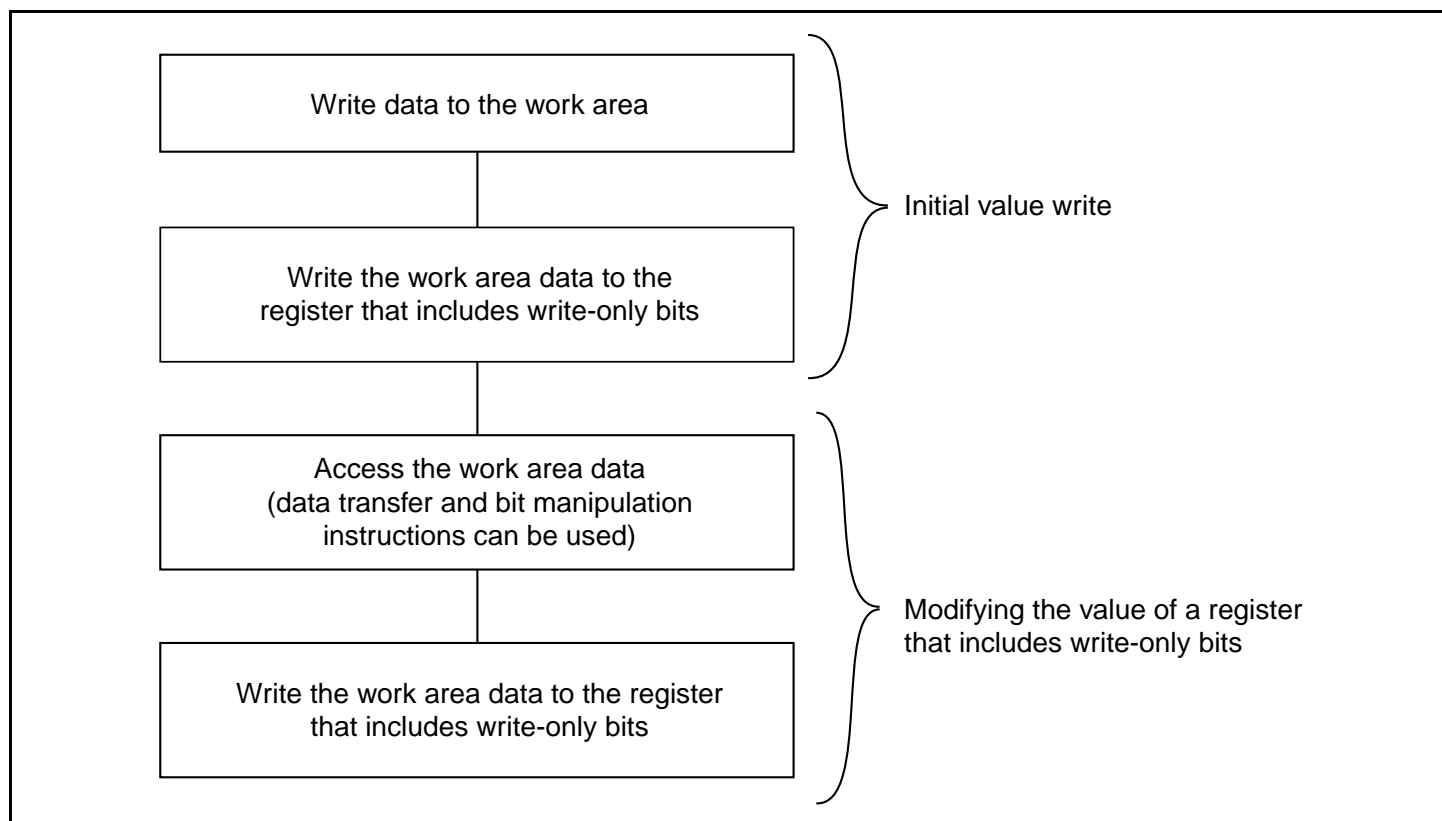 Write data to the work area
Write the work area data to the
register that includes write-only bits
Initial value write
Access the work area data
(data transfer and bit manipulation
instructions can be used)
Write the work area data to the register
that includes write-only bits
Modifying the value of a register
that includes write-only bits